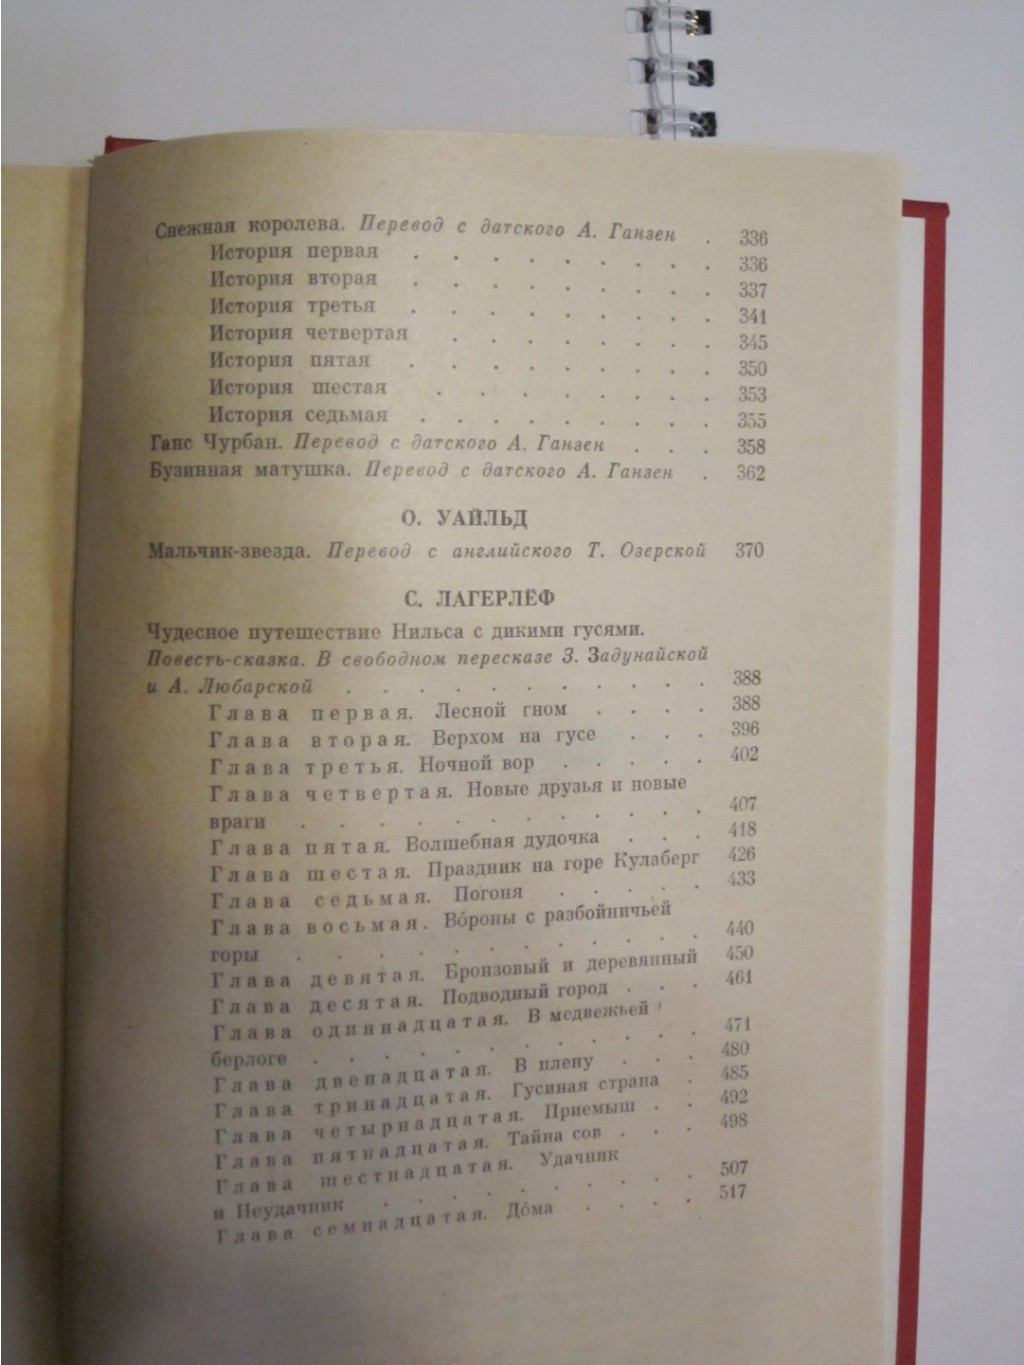 Снежная королева. Перевод с датского А. Ганзен . 336
История первая . . . . . . . . . 336
История вторая . . . . . . . . . 337
История третья . . . . . . . . . 341
История четвертая . . . . . . . . 345
История пятая . . . . . . . . . 350
История шестая . . . . . . . . 353
История седьмая . . . . . . . . 355
Ганс Чурбан. Перевод с датского А. Ганзен . . . 358
Бузинная матушка. Перевод с датского А. Ганзен . 362
О. УАЙЛЬД
Мальчик-звезда. Перевод с английского Т. Озерской 370
С. ЛАГЕРЛЁФ
Чудесное путешествие Нильса с дикими гусями.
Повесть-сказка. В свободном пересказе З. Задунайской
и А. Любарской . . . . . . . . . . . 388
Глава первая. Лесной гном . . . . 388
Глава вторая. Верхом на гусе . . . 396
Глава третья. Ночной вор . . . . . 402
Глава четвертая. Новые друзья и новые
враги . . . . . . . . . . . 407
Глава пятая. Волшебная дудочка . . . 418
Глава шестая. Праздник на горе Кулаберг 426
Глава седьмая. Погоня . . . . . 433
Глава восьмая. Во́роны с разбойничьей
горы . . . . . . . . . . . 440
Глава девятая. Бронзовый и деревянный 450
Глава десятая. Подводный город . . . 461
Глава одиннадцатая. В медвежьей
берлоге . . . . . . . . . . . 471
Глава двенадцатая. В плену . . . 480
Глава тринадцатая. Гусиная страна . 485
Глава четырнадцатая. Приемыш . . 492
Глава пятнадцатая. Тайна сов . . . 498
Глава шестнадцатая. Удачник
и Неудачник . . . . . . . . . 507
Глава семнадцатая. До́ма . . . . 517